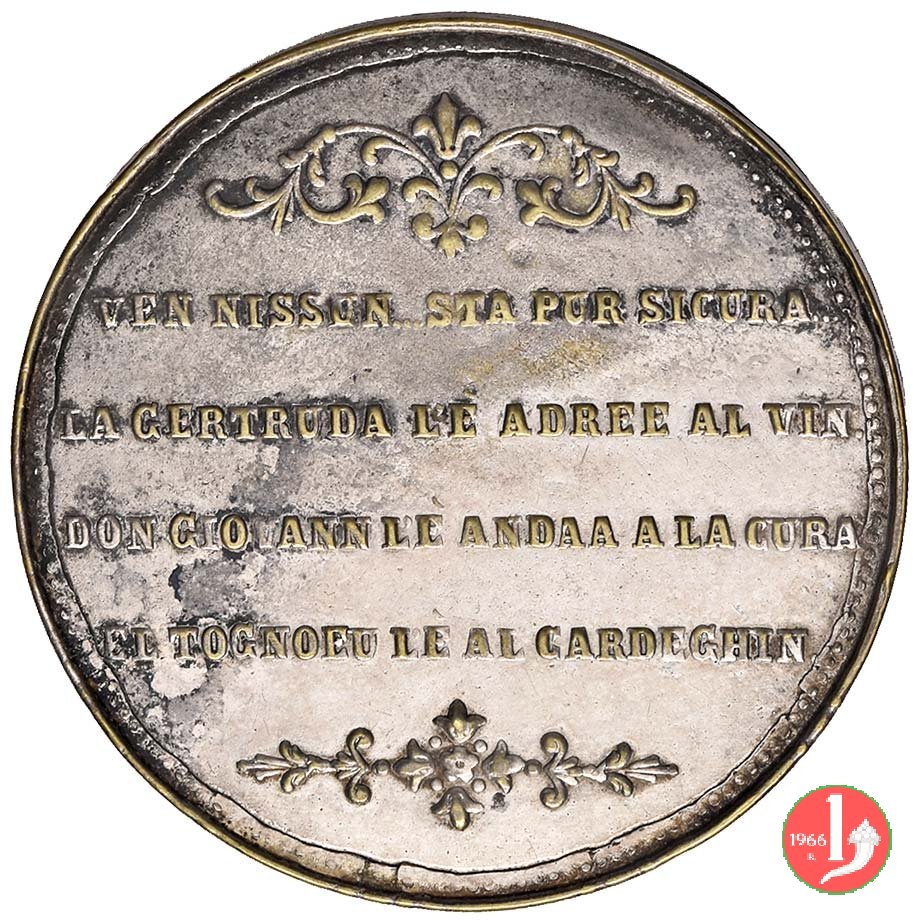 VEN NISSUN...STA PUR SICURA
LA GERTRUDA L'E ADREE AL VIN
DON GIOVANN L'E ANDAA A LA CURA
EL TOGNOEU L'E AL CARDEGHIN
1966
R.